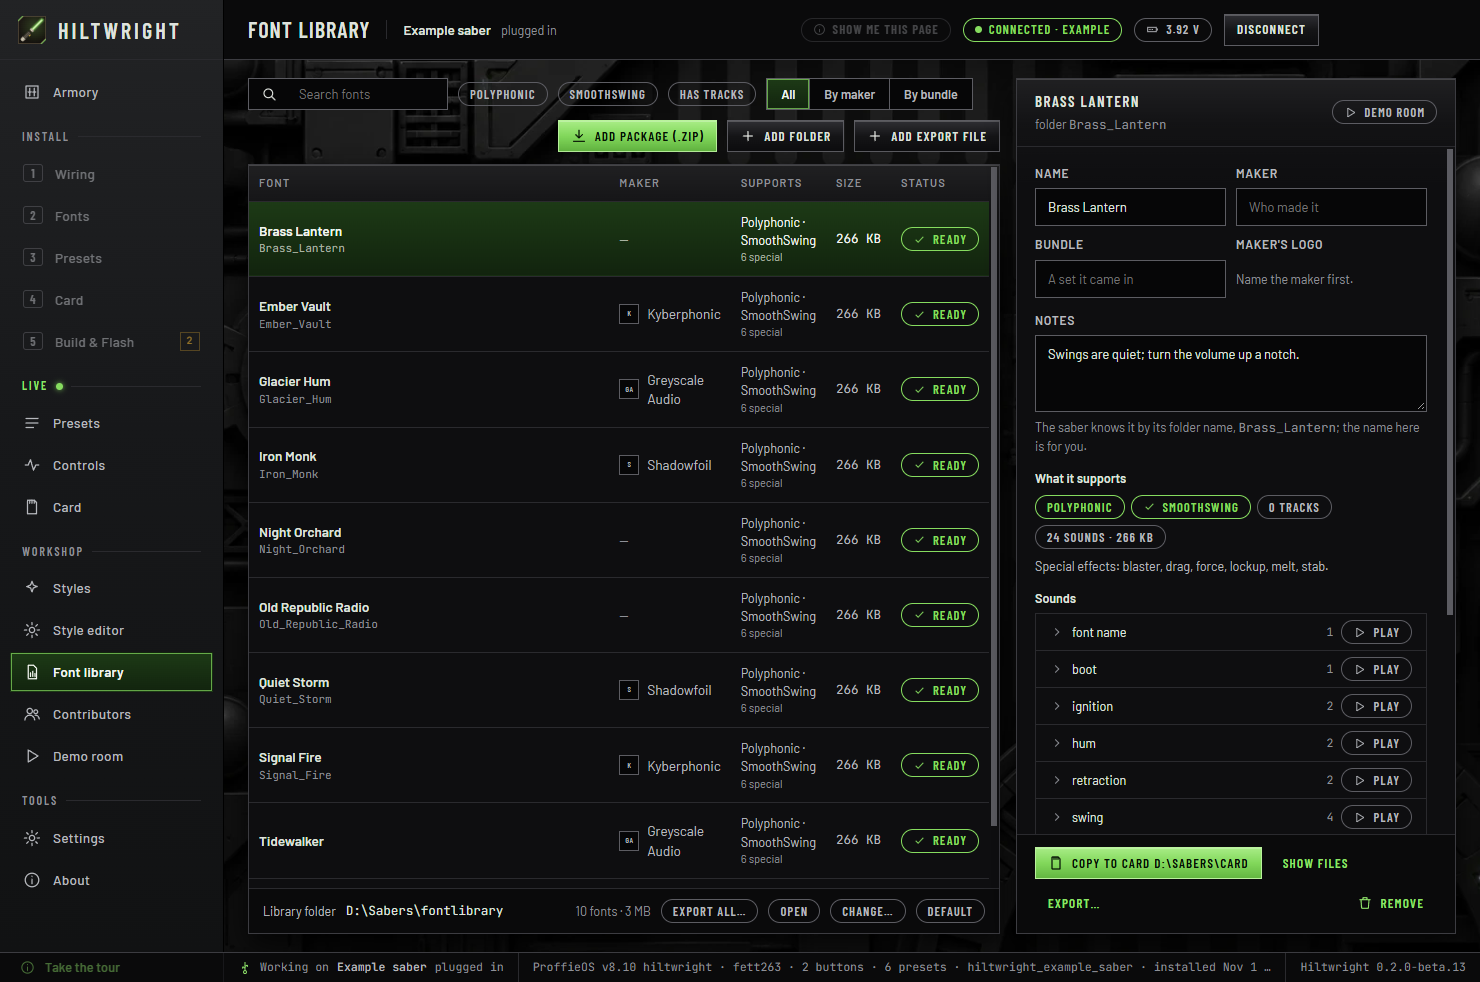 HILTWRIGHT
FONT LIBRARY
Example saber plugged in
SHOW ME THIS PAGE
CONNECTED · EXAMPLE
3.92 V
DISCONNECT
Armory
INSTALL
1 Wiring
2 Fonts
3 Presets
4 Card
5 Build & Flash 2
LIVE
Presets
Controls
Card
WORKSHOP
Styles
Style editor
Font library
Contributors
Demo room
TOOLS
Settings
About
Take the tour
Search fonts
POLYPHONIC
SMOOTHSWING
HAS TRACKS
All
By maker
By bundle
ADD PACKAGE (.ZIP)
ADD FOLDER
ADD EXPORT FILE
FONT MAKER SUPPORTS SIZE STATUS
Brass Lantern
Brass_Lantern
—
Polyphonic ·
SmoothSwing
6 special
266 KB
READY
Ember Vault
Ember_Vault
K Kyberphonic
Polyphonic ·
SmoothSwing
6 special
266 KB
READY
Glacier Hum
Glacier_Hum
GA Greyscale
Audio
Polyphonic ·
SmoothSwing
6 special
266 KB
READY
Iron Monk
Iron_Monk
S Shadowfoil
Polyphonic ·
SmoothSwing
6 special
266 KB
READY
Night Orchard
Night_Orchard
—
Polyphonic ·
SmoothSwing
6 special
266 KB
READY
Old Republic Radio
Old_Republic_Radio
—
Polyphonic ·
SmoothSwing
6 special
266 KB
READY
Quiet Storm
Quiet_Storm
S Shadowfoil
Polyphonic ·
SmoothSwing
6 special
266 KB
READY
Signal Fire
Signal_Fire
K Kyberphonic
Polyphonic ·
SmoothSwing
6 special
266 KB
READY
Tidewalker
GA Greyscale
Audio
Polyphonic ·
SmoothSwing
6 special
266 KB
READY
Library folder D:\Sabers\fontlibrary
10 fonts · 3 MB
EXPORT ALL…
OPEN
CHANGE…
DEFAULT
BRASS LANTERN
folder Brass_Lantern
DEMO ROOM
NAME
Brass Lantern
MAKER
Who made it
BUNDLE
A set it came in
MAKER'S LOGO
Name the maker first.
NOTES
Swings are quiet; turn the volume up a notch.
The saber knows it by its folder name, Brass_Lantern; the name here
is for you.
What it supports
POLYPHONIC
SMOOTHSWING
0 TRACKS
24 SOUNDS · 266 KB
Special effects: blaster, drag, force, lockup, melt, stab.
Sounds
font name 1 PLAY
boot 1 PLAY
ignition 2 PLAY
hum 2 PLAY
retraction 2 PLAY
swing 4 PLAY
COPY TO CARD D:\SABERS\CARD
SHOW FILES
EXPORT…
REMOVE
Working on Example saber plugged in
ProffieOS v8.10 hiltwright · fett263 · 2 buttons · 6 presets · hiltwright_example_saber · installed Nov 1 …
Hiltwright 0.2.0-beta.13